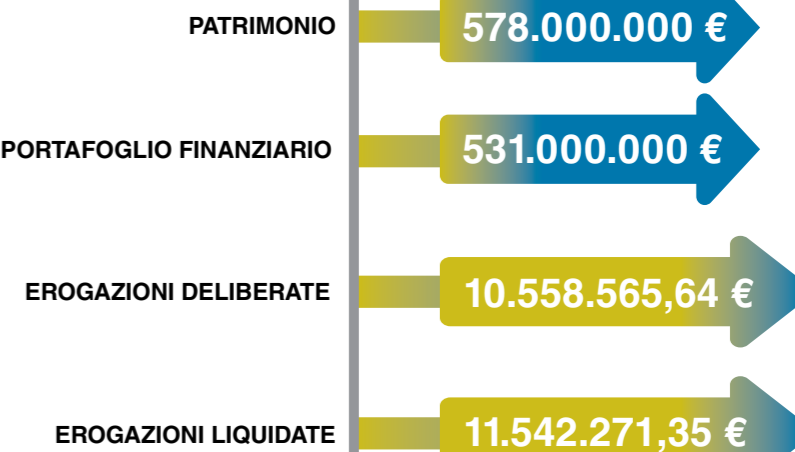 PATRIMONIO 578.000.000 €
PORTAFOGLIO FINANZIARIO 531.000.000 €
EROGAZIONI DELIBERATE 10.558.565,64 €
EROGAZIONI LIQUIDATE 11.542.271,35 €